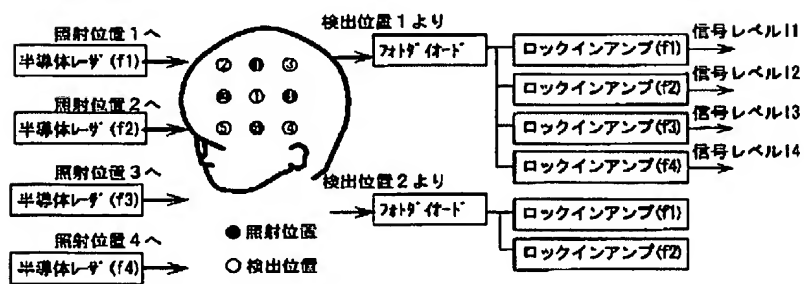 照射位置1へ
半導体レーザ(f1)
照射位置2へ
半導体レーザ(f2)
照射位置3へ
半導体レーザ(f3)
照射位置4へ
半導体レーザ(f4)
② ③
①
⑤ ④
● 照射位置
○ 検出位置
検出位置1より
フォトダイオード
検出位置2より
フォトダイオード
ロックインアンプ(f1)
信号レベルI1
ロックインアンプ(f2)
信号レベルI2
ロックインアンプ(f3)
信号レベルI3
ロックインアンプ(f4)
信号レベルI4
ロックインアンプ(f1)
ロックインアンプ(f2)